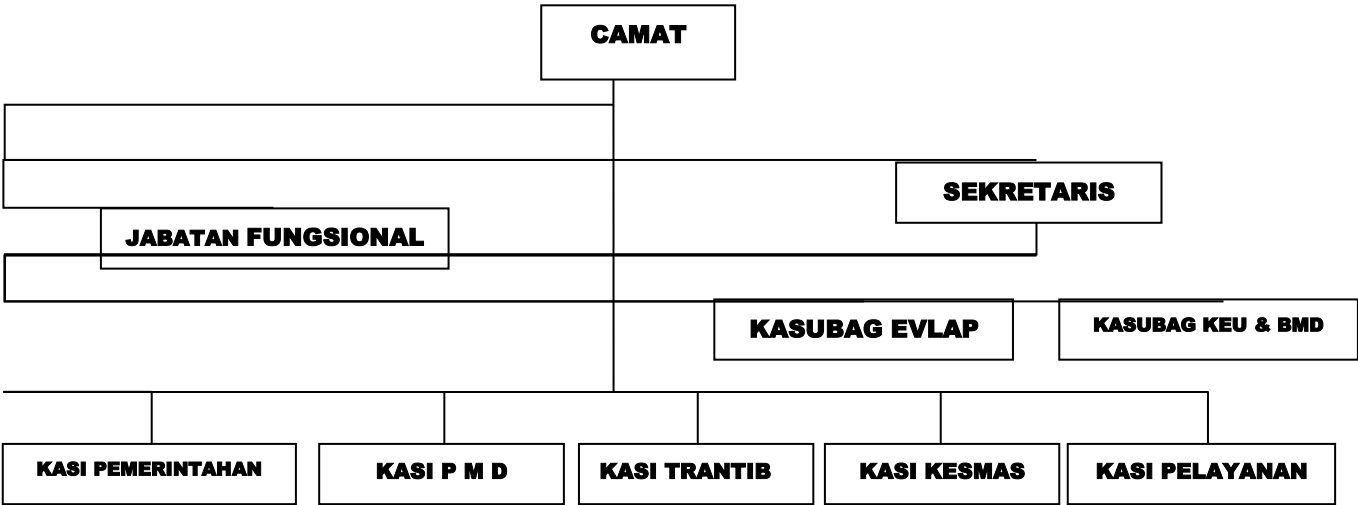 CAMAT
SEKRETARIS
JABATAN FUNGSIONAL
KASUBAG EVLAP
KASUBAG KEU & BMD
KASI PEMERINTAHAN
KASI P M D
KASI TRANTIB
KASI KESMAS
KASI PELAYANAN